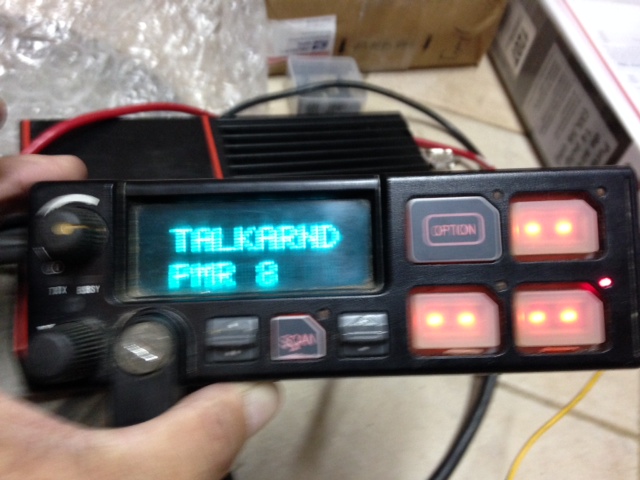 TALKARND
PMR 8
OPTION
SCAN
BUSY